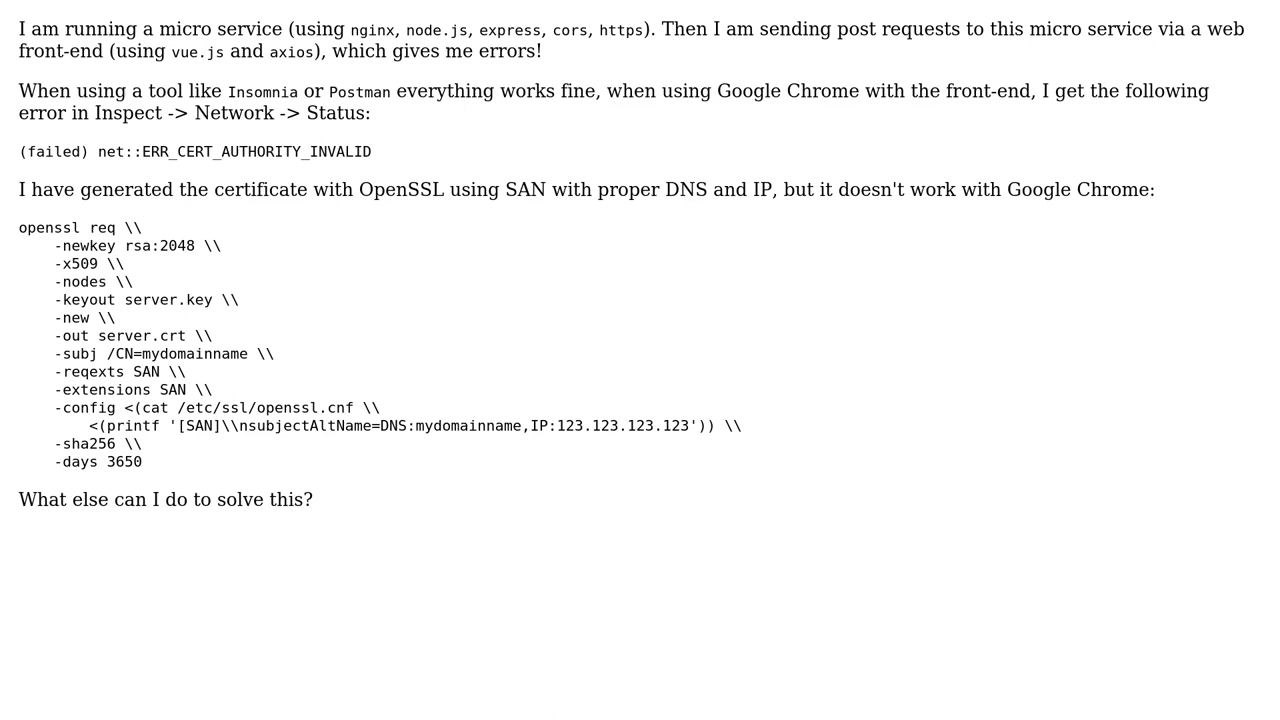 I am running a micro service (using nginx, node.js, express, cors, https). Then I am sending post requests to this micro service via a web
front-end (using vue.js and axios), which gives me errors!
When using a tool like Insomnia or Postman everything works fine, when using Google Chrome with the front-end, I get the following
error in Inspect -> Network -> Status:
(failed) net::ERR_CERT_AUTHORITY_INVALID
I have generated the certificate with OpenSSL using SAN with proper DNS and IP, but it doesn't work with Google Chrome:
openssl req \\
    -newkey rsa:2048 \\
    -x509 \\
    -nodes \\
    -keyout server.key \\
    -new \\
    -out server.crt \\
    -subj /CN=mydomainname \\
    -reqexts SAN \\
    -extensions SAN \\
    -config <(cat /etc/ssl/openssl.cnf \\
        <(printf '[SAN]\\nsubjectAltName=DNS:mydomainname,IP:123.123.123.123')) \\
    -sha256 \\
    -days 3650
What else can I do to solve this?